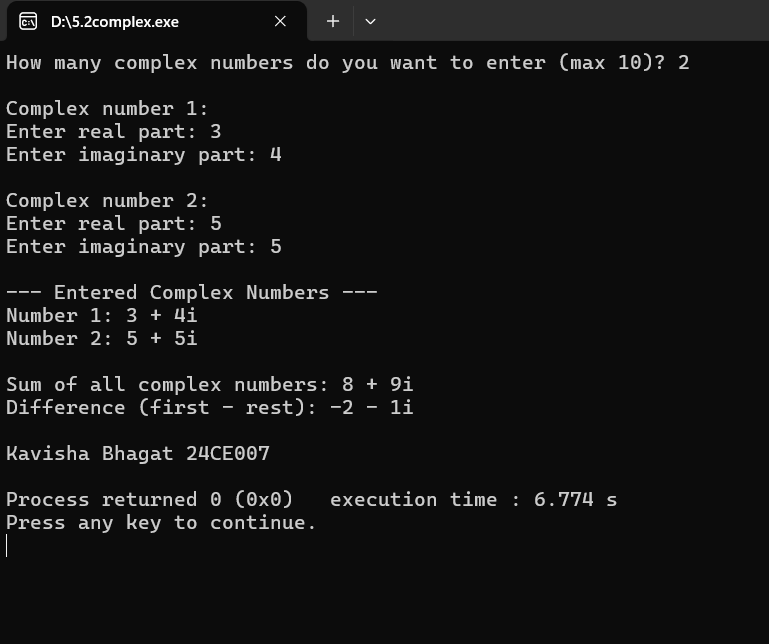 D:\5.2complex.exe
How many complex numbers do you want to enter (max 10)? 2
Complex number 1:
Enter real part: 3
Enter imaginary part: 4
Complex number 2:
Enter real part: 5
Enter imaginary part: 5
--- Entered Complex Numbers ---
Number 1: 3 + 4i
Number 2: 5 + 5i
Sum of all complex numbers: 8 + 9i
Difference (first - rest): -2 - 1i
Kavisha Bhagat 24CE007
Process returned 0 (0x0)   execution time : 6.774 s
Press any key to continue.